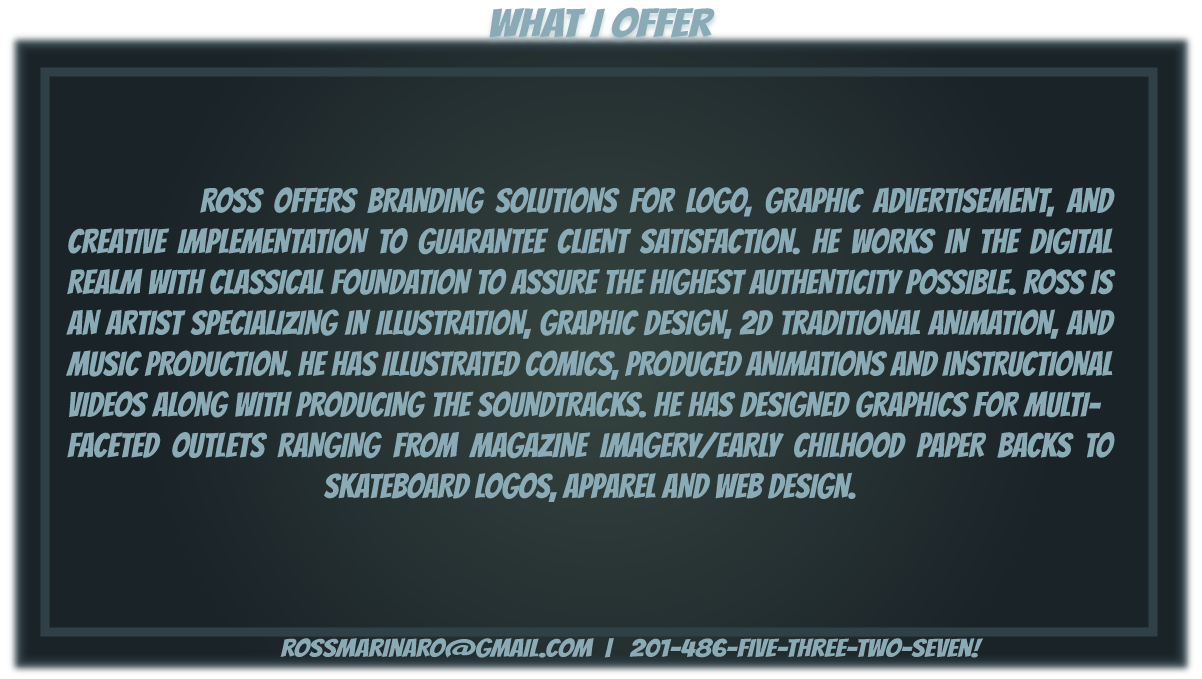 WHAT I OFFER
ROSS OFFERS BRANDING SOLUTIONS FOR LOGO, GRAPHIC ADVERTISEMENT, AND
CREATIVE IMPLEMENTATION TO GUARANTEE CLIENT SATISFACTION. HE WORKS IN THE DIGITAL
REALM WITH CLASSICAL FOUNDATION TO ASSURE THE HIGHEST AUTHENTICITY POSSIBLE. ROSS IS
AN ARTIST SPECIALIZING IN ILLUSTRATION, GRAPHIC DESIGN, 2D TRADITIONAL ANIMATION, AND
MUSIC PRODUCTION. HE HAS ILLUSTRATED COMICS, PRODUCED ANIMATIONS AND INSTRUCTIONAL
VIDEOS ALONG WITH PRODUCING THE SOUNDTRACKS. HE HAS DESIGNED GRAPHICS FOR MULTI-
FACETED OUTLETS RANGING FROM MAGAZINE IMAGERY/EARLY CHILHOOD PAPER BACKS TO
SKATEBOARD LOGOS, APPAREL AND WEB DESIGN.
ROSSMARINARO@GMAIL.COM | 201-486-FIVE-THREE-TWO-SEVEN!